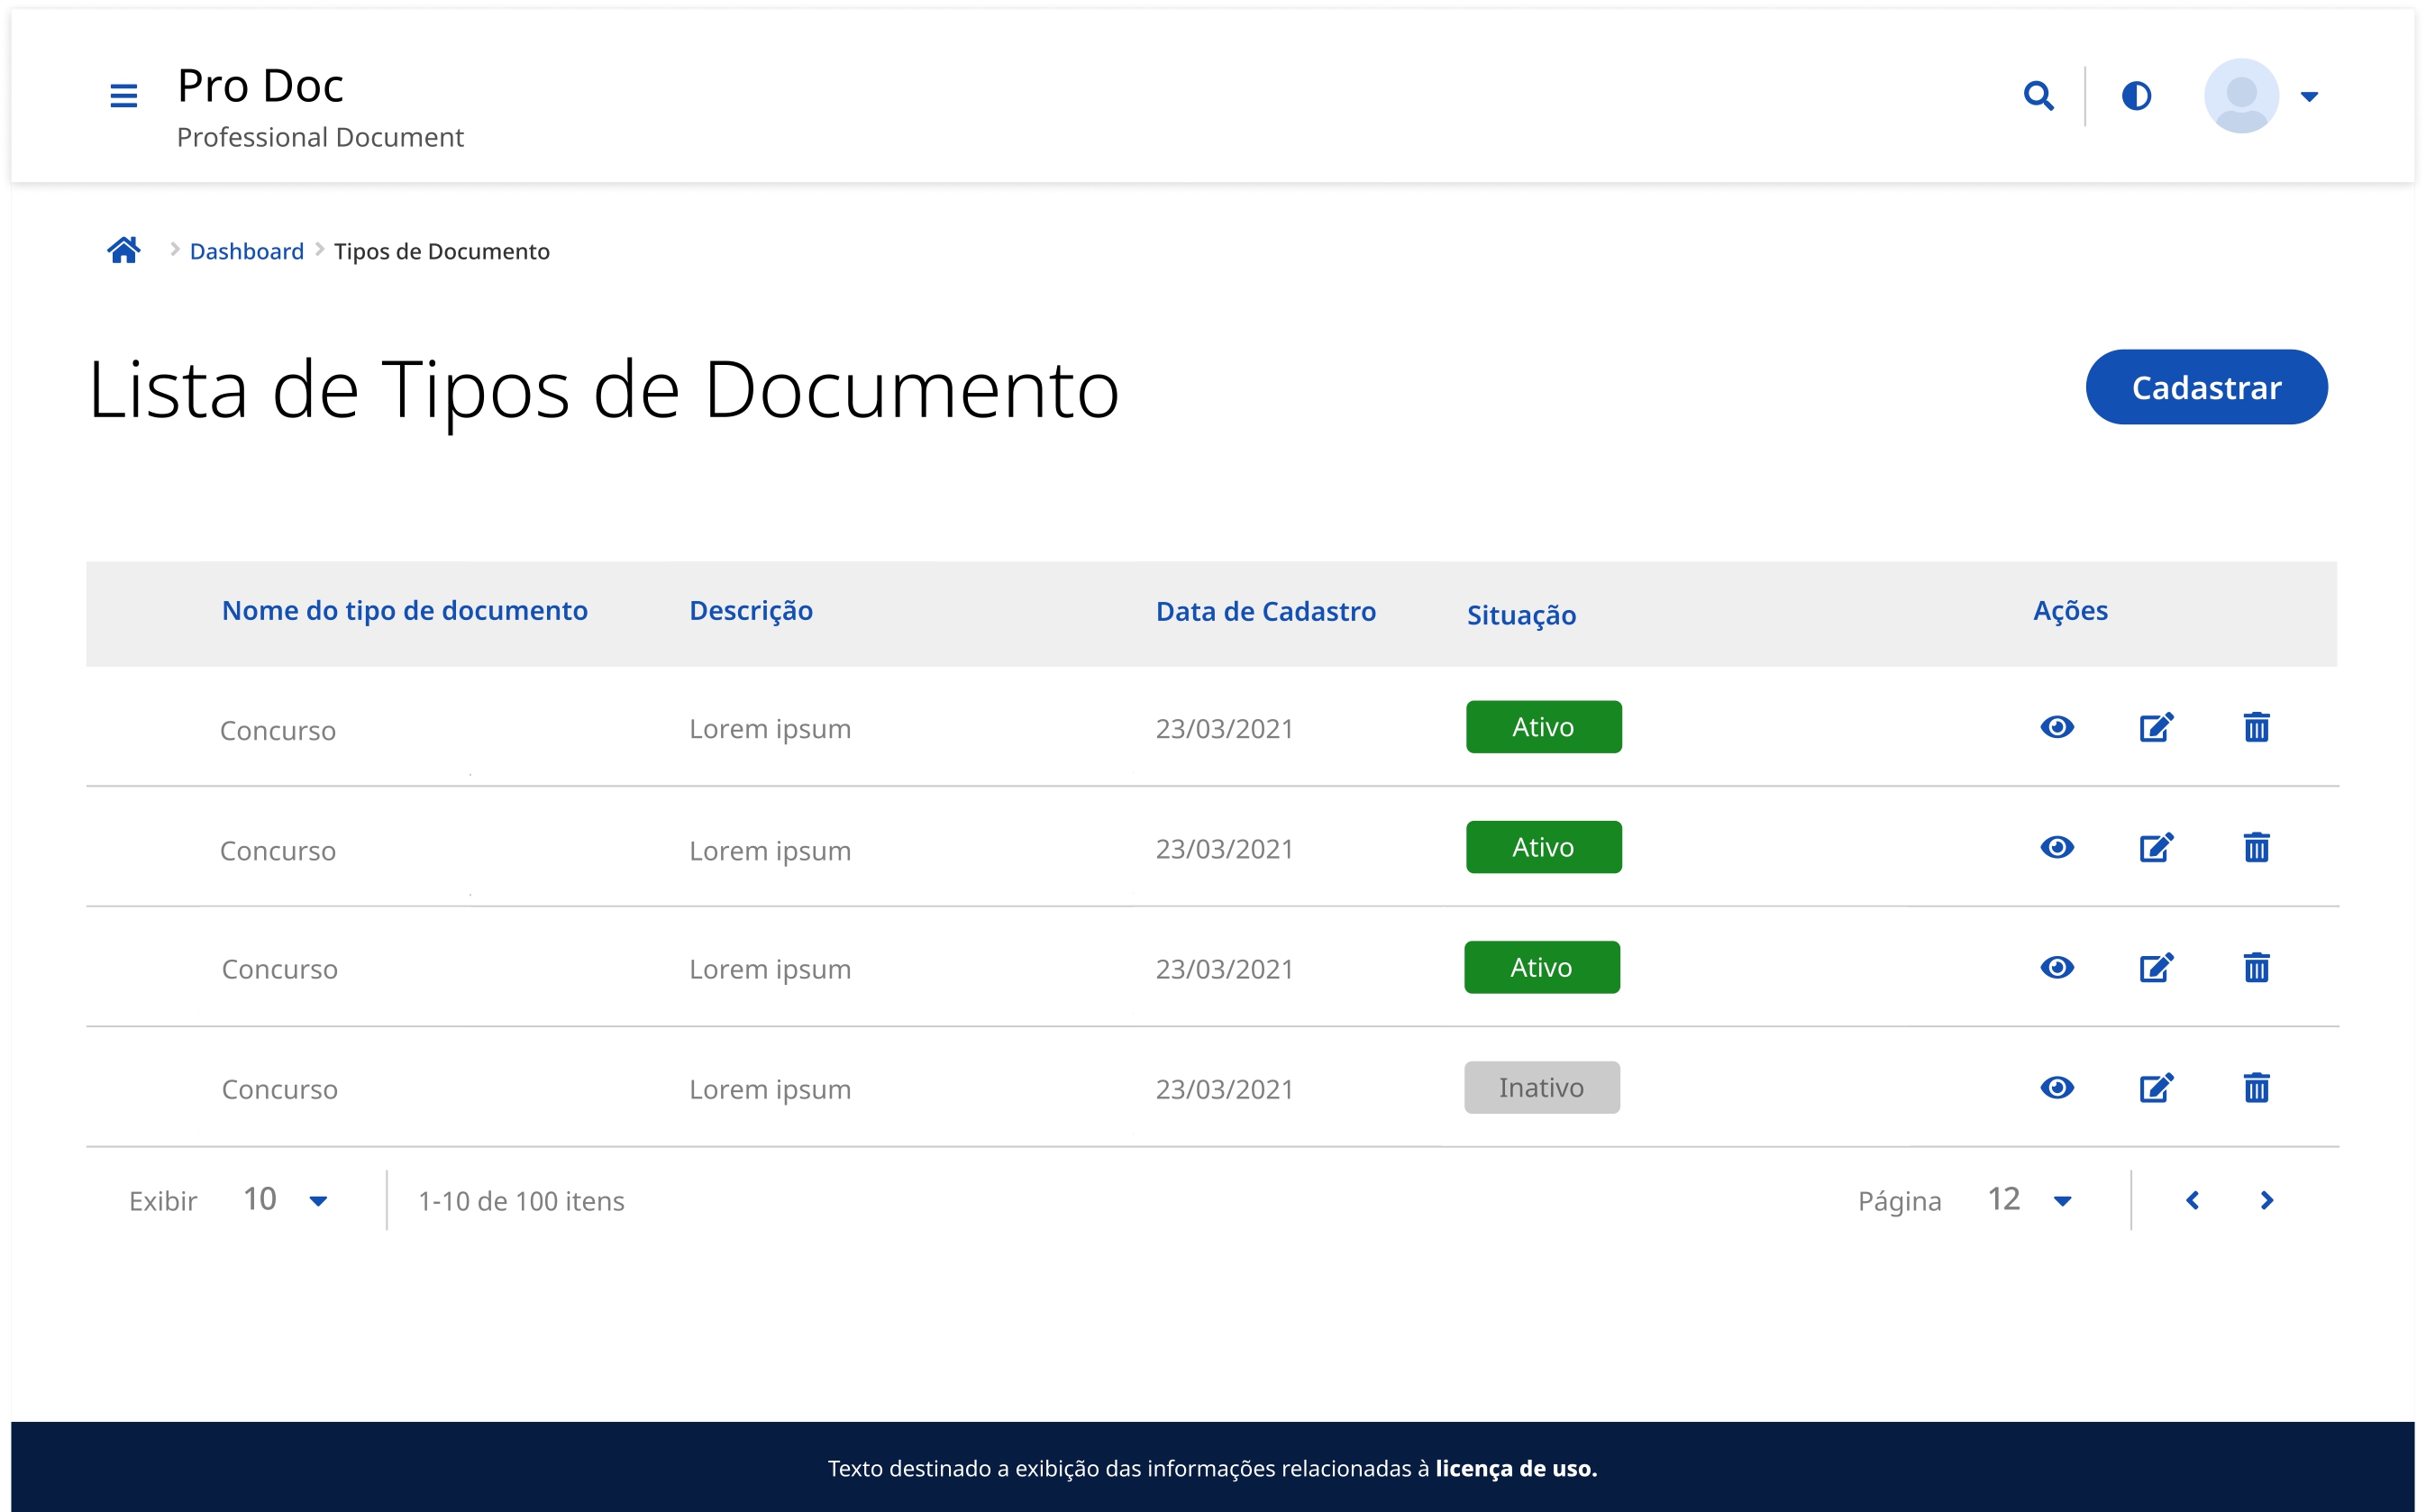 Pro Doc
Professional Document
Dashboard Tipos de Documento
Lista de Tipos de Documento
Cadastrar
Nome do tipo de documento Descrição Data de Cadastro Situação Ações
Concurso Lorem ipsum 23/03/2021 Ativo
Concurso Lorem ipsum 23/03/2021 Ativo
Concurso Lorem ipsum 23/03/2021 Ativo
Concurso Lorem ipsum 23/03/2021 Inativo
Exibir 10 1-10 de 100 itens Página 12
Texto destinado a exibição das informações relacionadas à licença de uso.